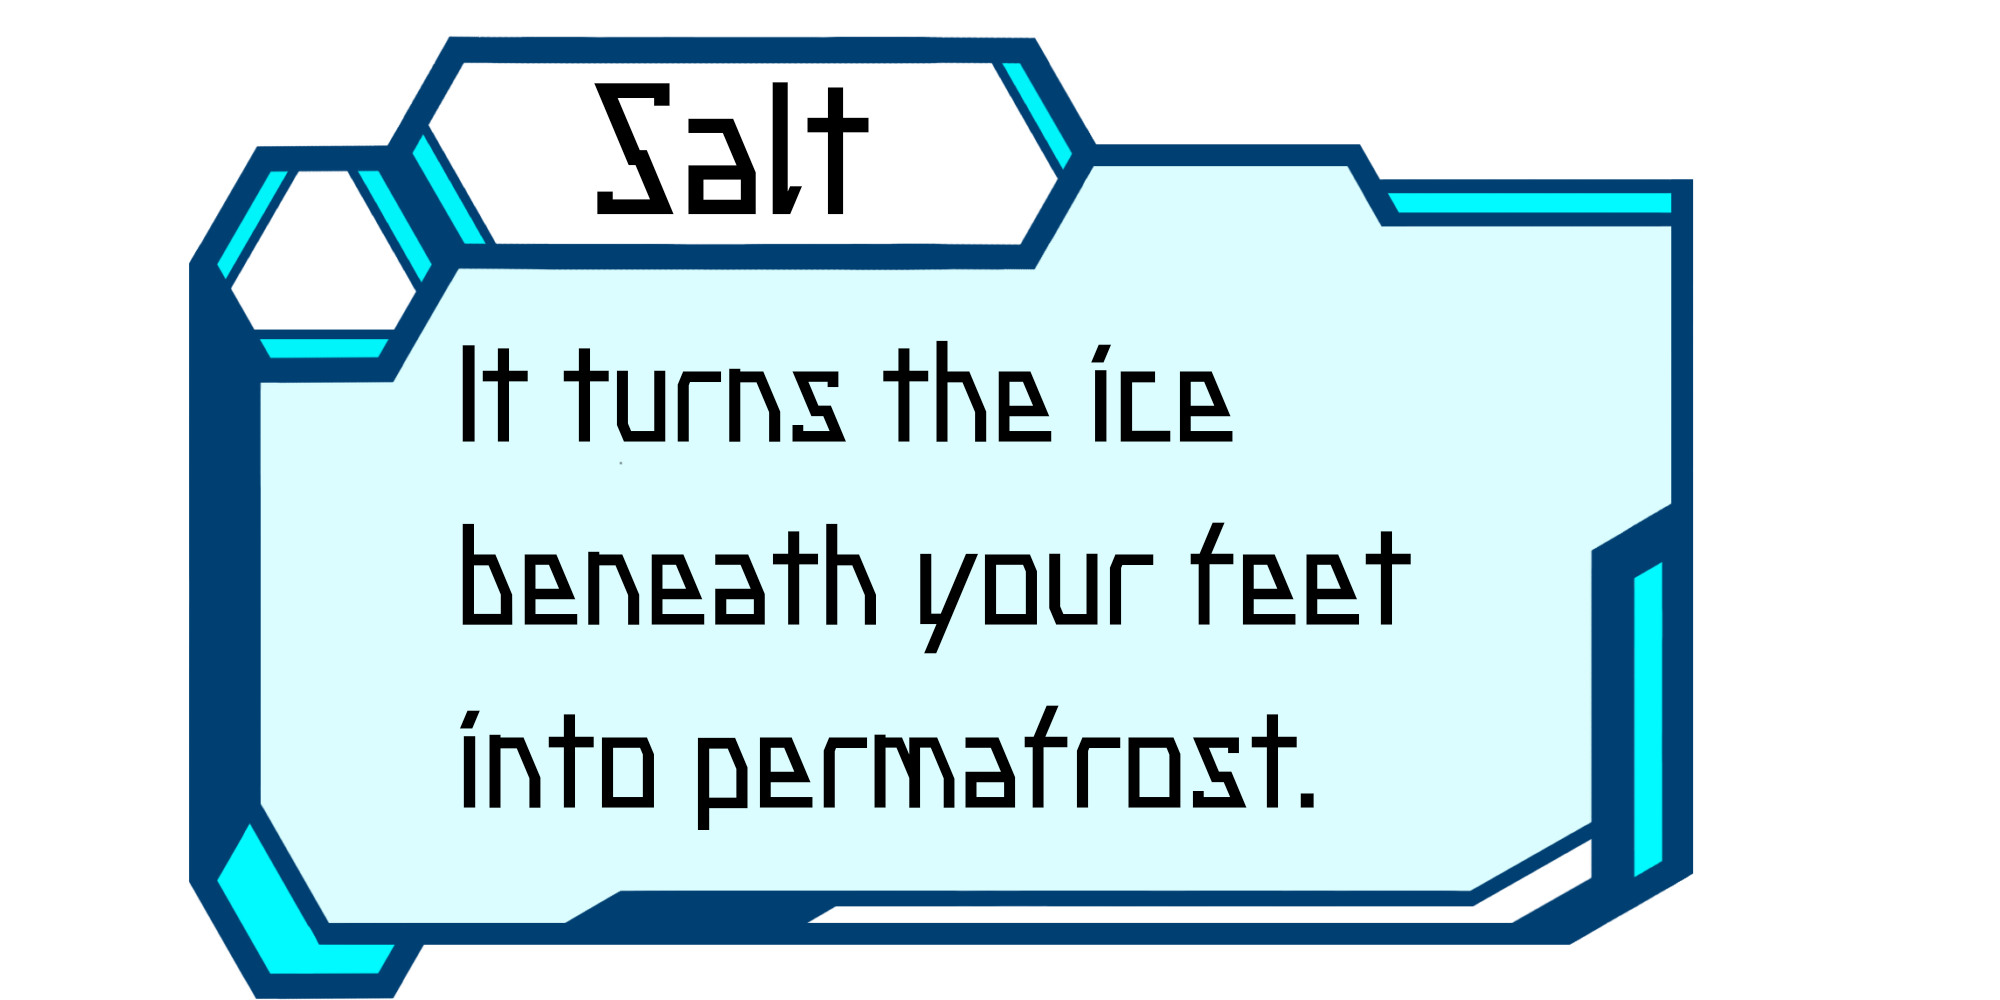 Salt
It turns the ice
beneath your feet
into permafrost.